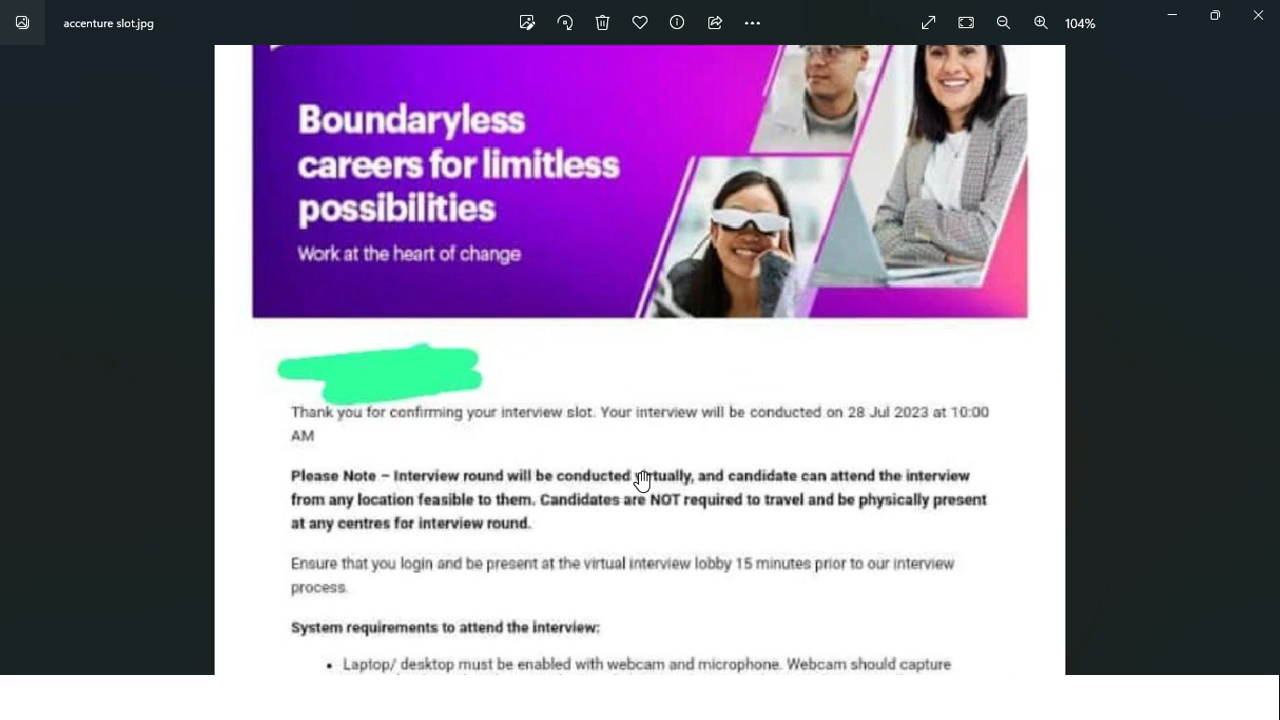 accenture slot.jpg
104%
Boundaryless
careers for limitless
possibilities
Work at the heart of change
Thank you for confirming your interview slot. Your interview will be conducted on 28 Jul 2023 at 10:00
AM
Please Note – Interview round will be conducted virtually, and candidate can attend the interview
from any location feasible to them. Candidates are NOT required to travel and be physically present
at any centres for interview round.
Ensure that you login and be present at the virtual interview lobby 15 minutes prior to our interview
process.
System requirements to attend the interview:
• Laptop/ desktop must be enabled with webcam and microphone. Webcam should capture